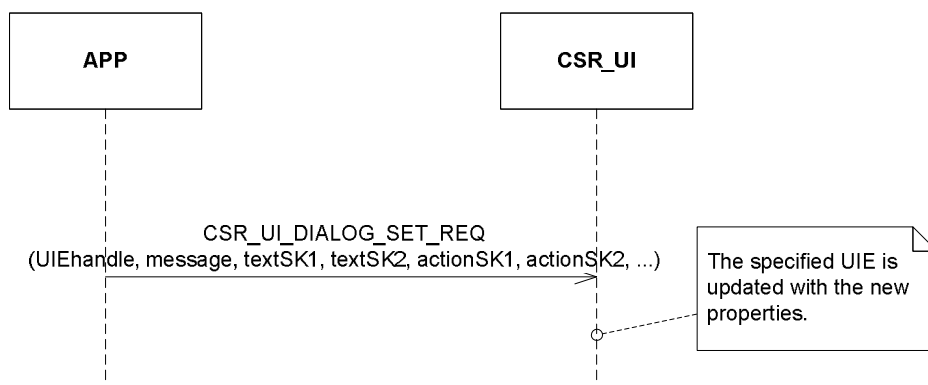 APP
CSR_UI
CSR_UI_DIALOG_SET_REQ
(UIEhandle, message, textSK1, textSK2, actionSK1, actionSK2, ...)
The specified UIE is
updated with the new
properties.